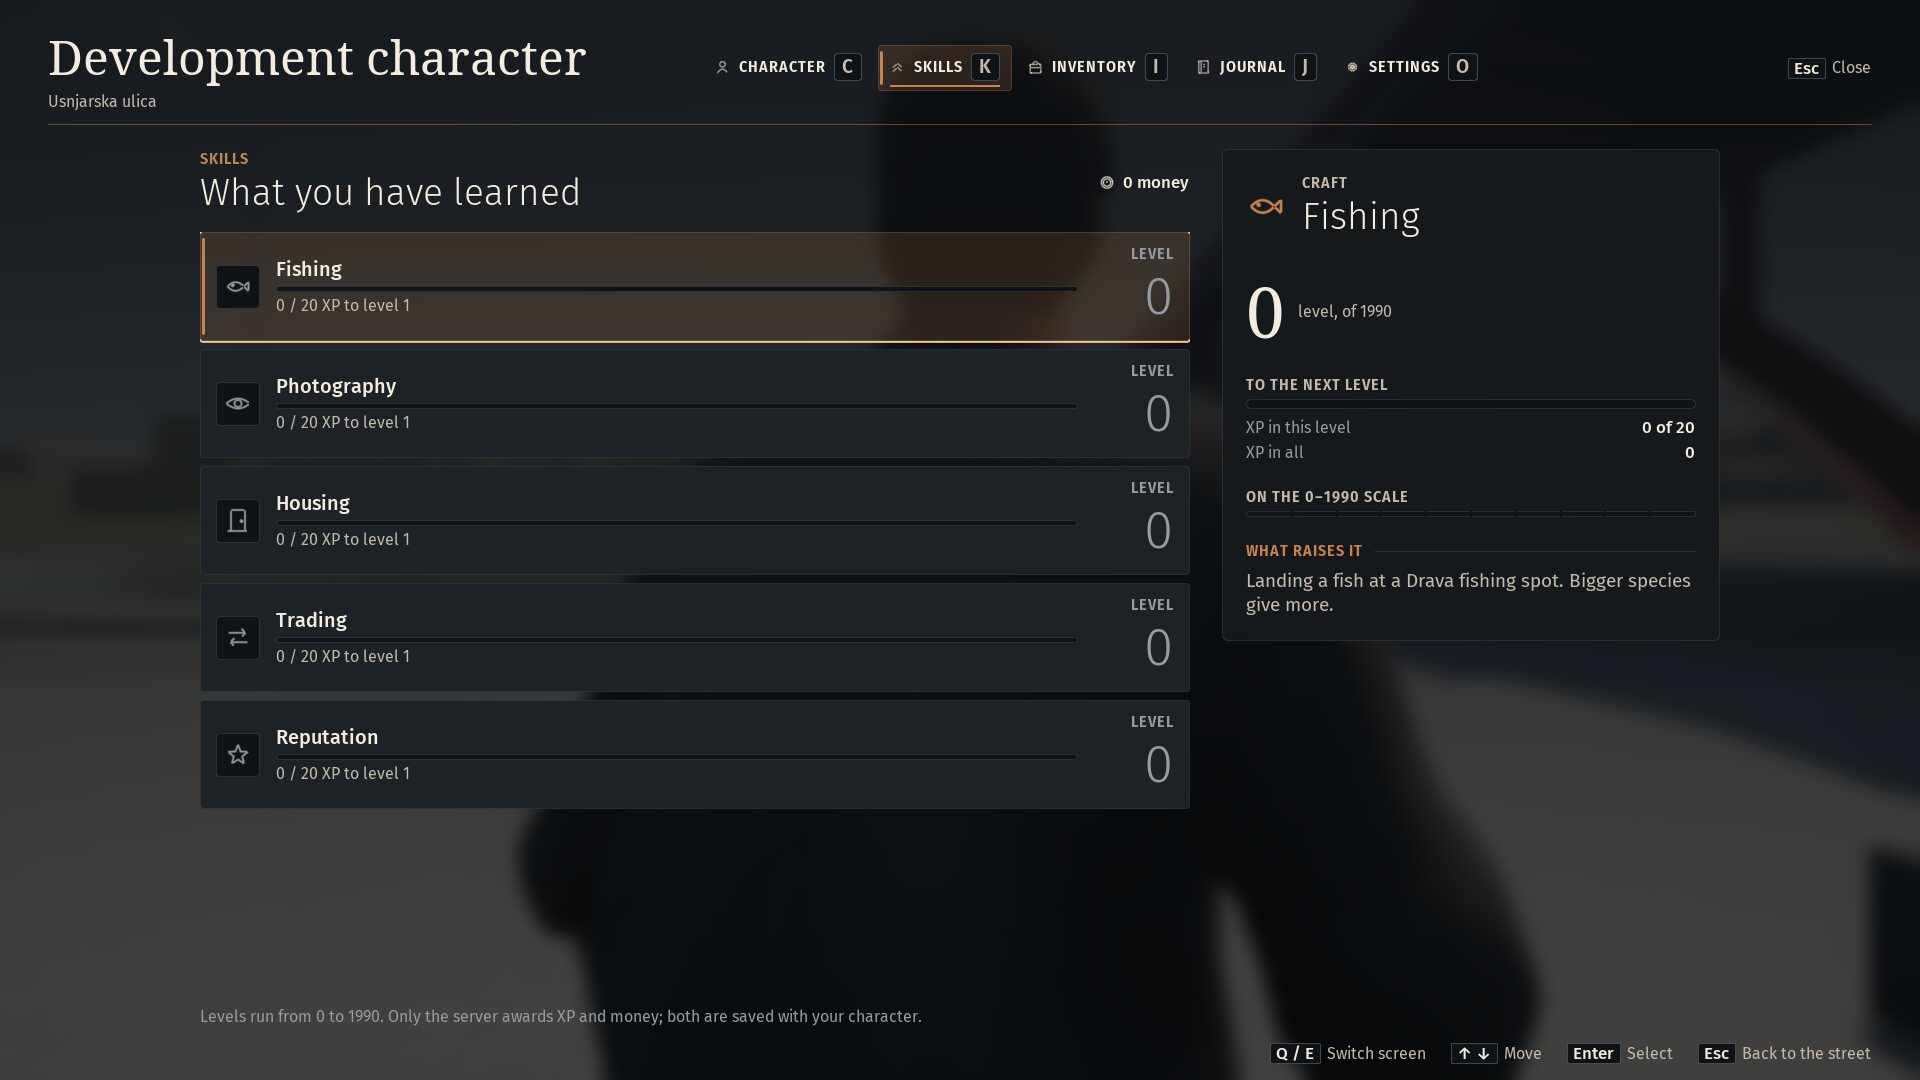 Development character
Usnjarska ulica
CHARACTER C
SKILLS K
INVENTORY I
JOURNAL J
SETTINGS O
Esc Close
SKILLS
What you have learned
0 money
Fishing
0 / 20 XP to level 1
LEVEL
0
Photography
0 / 20 XP to level 1
LEVEL
0
Housing
0 / 20 XP to level 1
LEVEL
0
Trading
0 / 20 XP to level 1
LEVEL
0
Reputation
0 / 20 XP to level 1
LEVEL
0
CRAFT
Fishing
0 level, of 1990
TO THE NEXT LEVEL
XP in this level 0 of 20
XP in all 0
ON THE 0–1990 SCALE
WHAT RAISES IT
Landing a fish at a Drava fishing spot. Bigger species
give more.
Levels run from 0 to 1990. Only the server awards XP and money; both are saved with your character.
Q / E Switch screen
↑ ↓ Move
Enter Select
Esc Back to the street